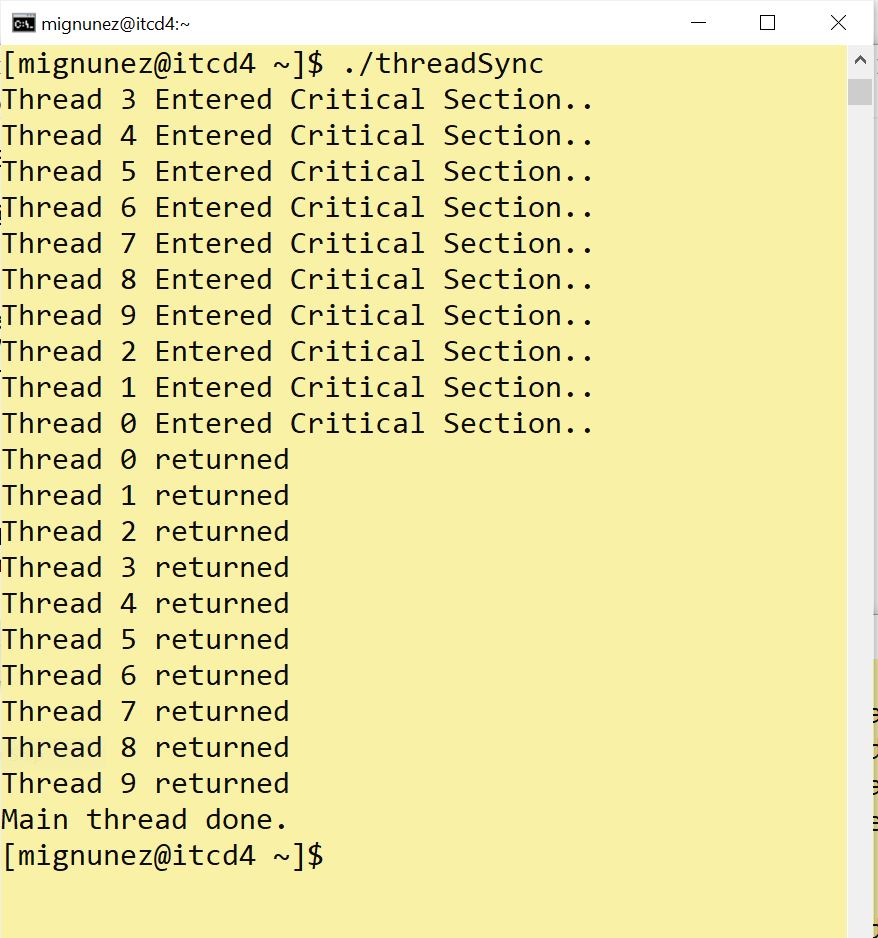 mignunez@itcd4:~
[mignunez@itcd4 ~]$ ./threadSync
Thread 3 Entered Critical Section..
Thread 4 Entered Critical Section..
Thread 5 Entered Critical Section..
Thread 6 Entered Critical Section..
Thread 7 Entered Critical Section..
Thread 8 Entered Critical Section..
Thread 9 Entered Critical Section..
Thread 2 Entered Critical Section..
Thread 1 Entered Critical Section..
Thread 0 Entered Critical Section..
Thread 0 returned
Thread 1 returned
Thread 2 returned
Thread 3 returned
Thread 4 returned
Thread 5 returned
Thread 6 returned
Thread 7 returned
Thread 8 returned
Thread 9 returned
Main thread done.
[mignunez@itcd4 ~]$